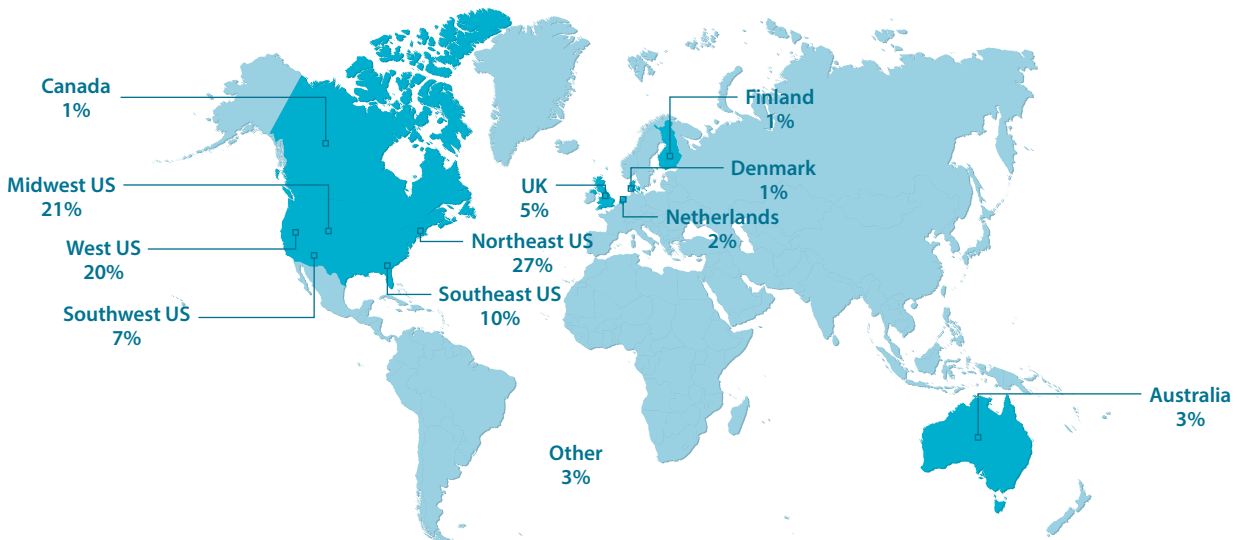 Canada
1%
Finland
1%
Midwest US
21%
UK
5%
Denmark
1%
Netherlands
2%
West US
20%
Northeast US
27%
Southwest US
7%
Southeast US
10%
Australia
3%
Other
3%